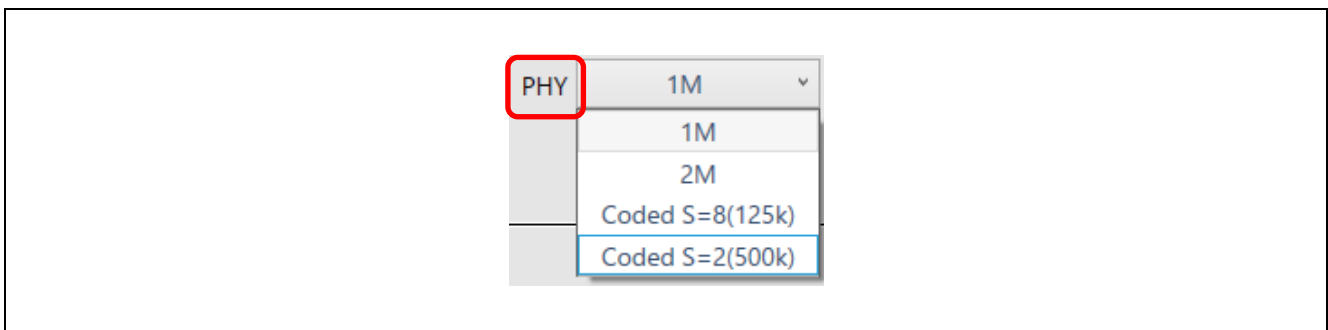 PHY 1M
1M
2M
Coded S=8(125k)
Coded S=2(500k)